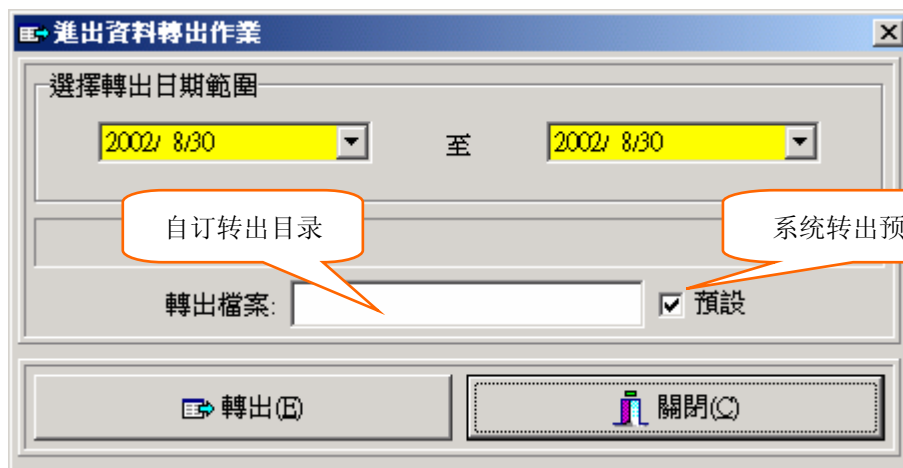 進出資料轉出作業
選擇轉出日期範圍
2002/ 8/30 至 2002/ 8/30
自订转出目录
系统转出预
轉出檔案:
預設
轉出(E)
關閉(C)